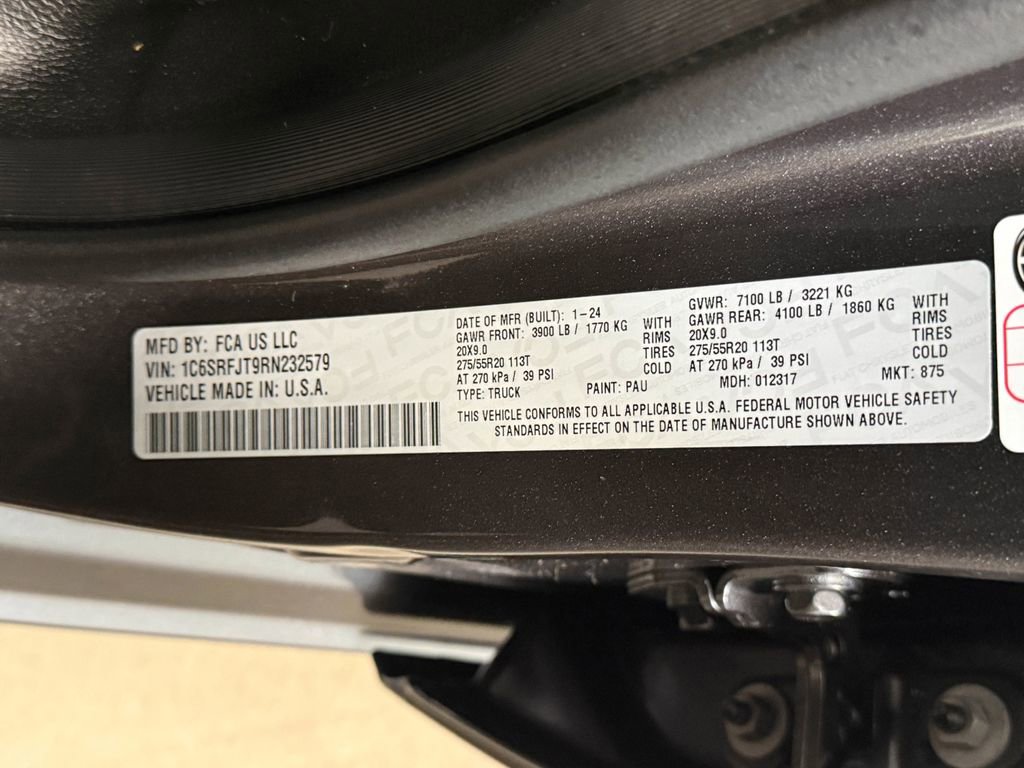 MFD BY: FCA US LLC
VIN: 1C6SRFJT9RN232579
VEHICLE MADE IN: U.S.A.
DATE OF MFR (BUILT): 1-24
GAWR FRONT: 3900 LB / 1770 KG WITH
20X9.0 RIMS
275/55R20 113T TIRES
AT 270 kPa / 39 PSI COLD
TYPE: TRUCK PAINT: PAU
GVWR: 7100 LB / 3221 KG
GAWR REAR: 4100 LB / 1860 KG WITH
20X9.0 RIMS
275/55R20 113T TIRES
AT 270 kPa / 39 PSI COLD
MDH: 012317 MKT: 875
THIS VEHICLE CONFORMS TO ALL APPLICABLE U.S.A. FEDERAL MOTOR VEHICLE SAFETY
STANDARDS IN EFFECT ON THE DATE OF MANUFACTURE SHOWN ABOVE.